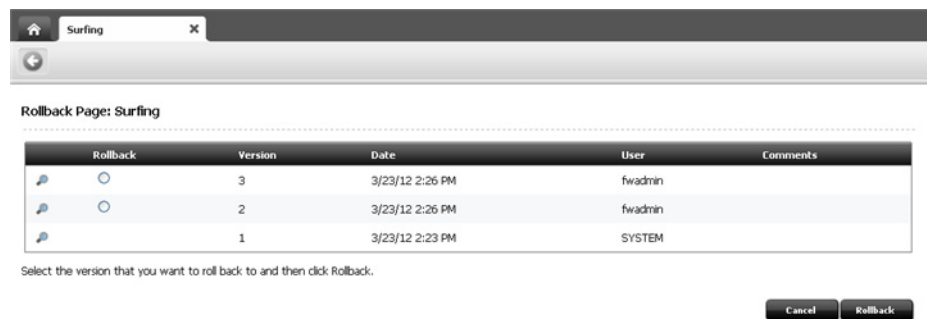 Surfing
Rollback Page: Surfing
Rollback Version Date User Comments
3 3/23/12 2:26 PM fwadmin
2 3/23/12 2:26 PM fwadmin
1 3/23/12 2:23 PM SYSTEM
Select the version that you want to roll back to and then click Rollback.
Cancel Rollback